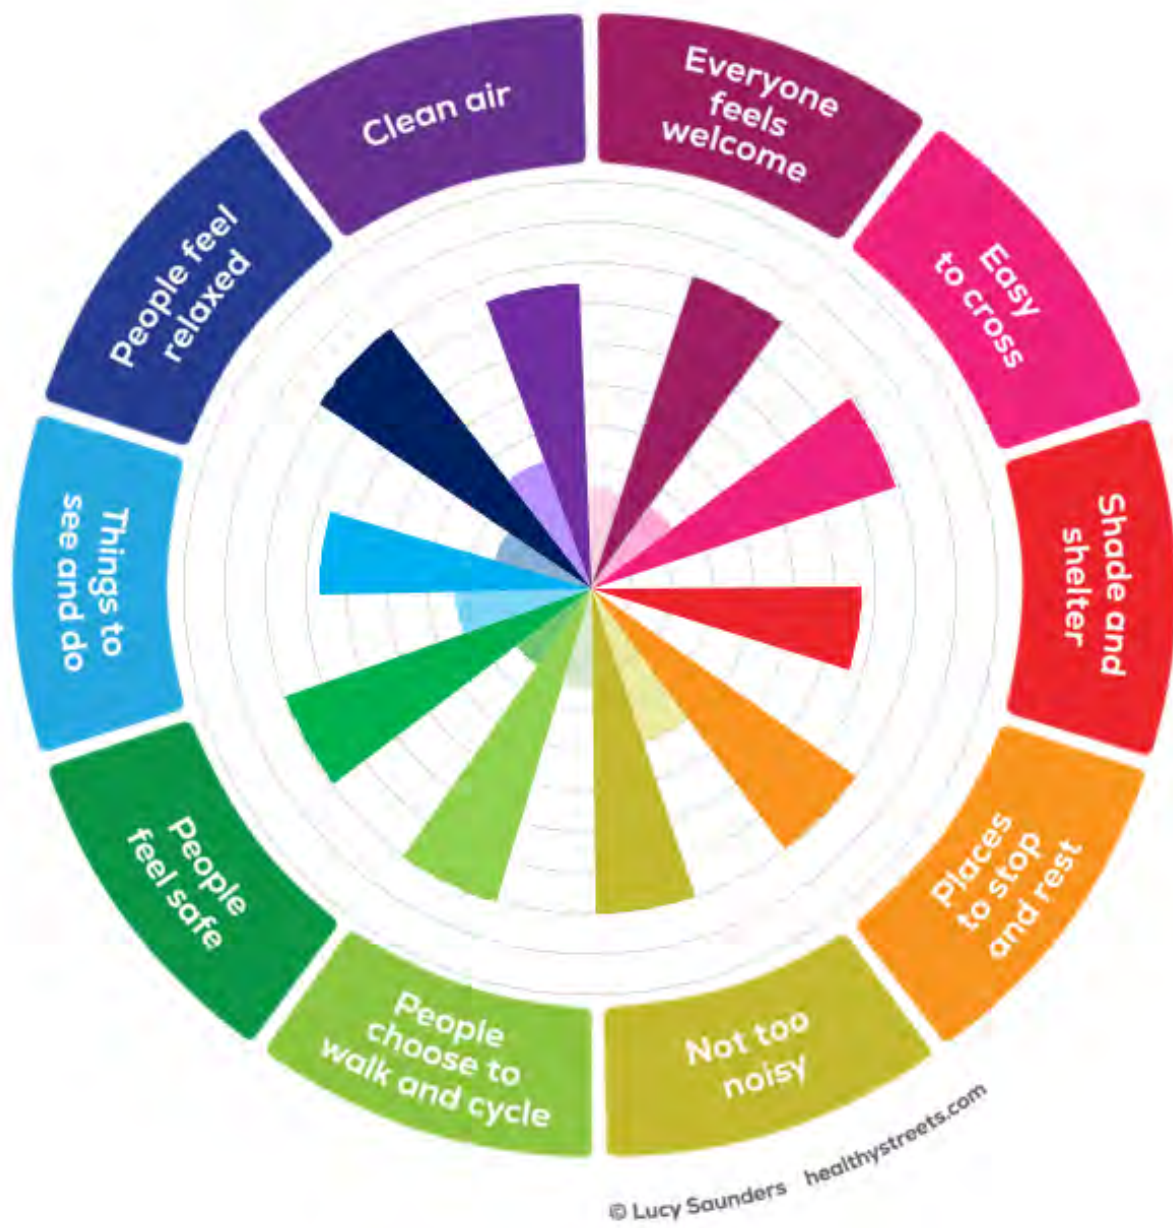 Everyone
feels
welcome
Easy
to cross
Shade and
shelter
Places
to stop
and rest
Not too
noisy
People
choose to
walk and cycle
People
feel safe
Things to
see and do
People feel
relaxed
Clean air
© Lucy Saunders healthystreets.com